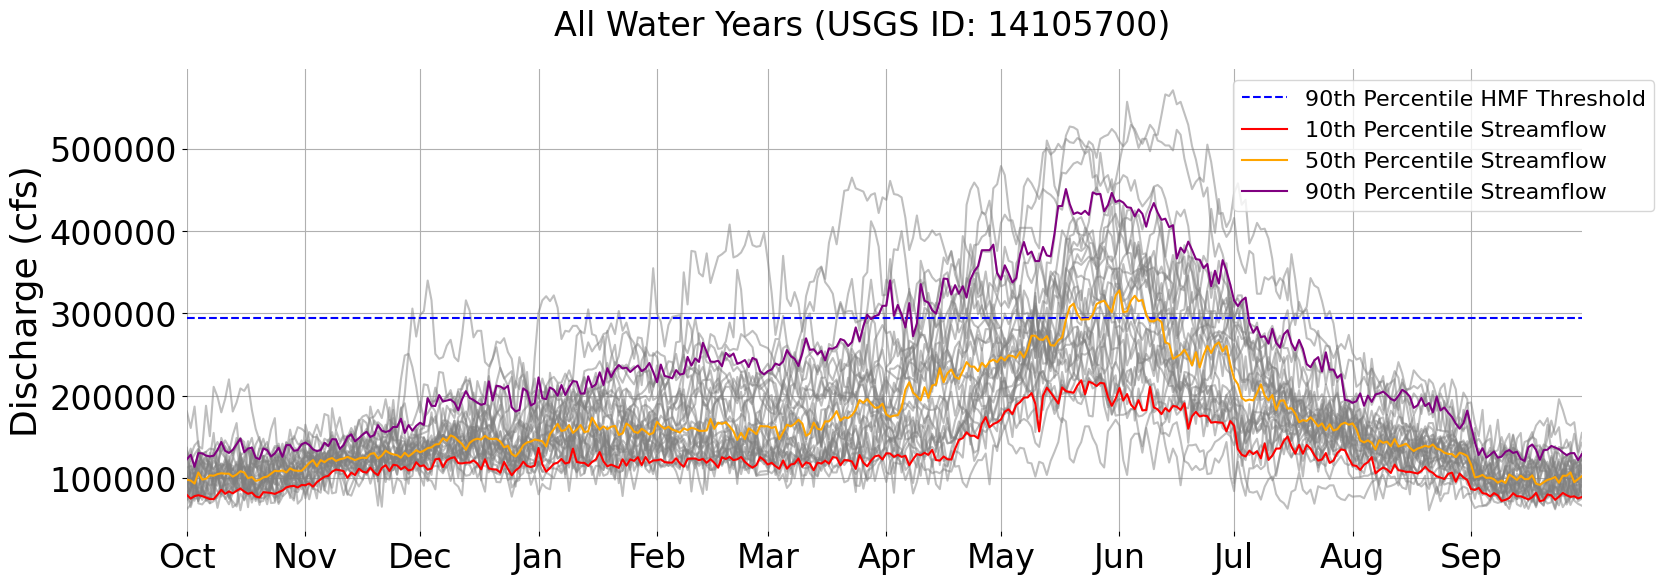 All Water Years (USGS ID: 14105700)
90th Percentile HMF Threshold
10th Percentile Streamflow
50th Percentile Streamflow
90th Percentile Streamflow
Discharge (cfs)
500000
400000
300000
200000
100000
Oct Nov Dec Jan Feb Mar Apr May Jun Jul Aug Sep